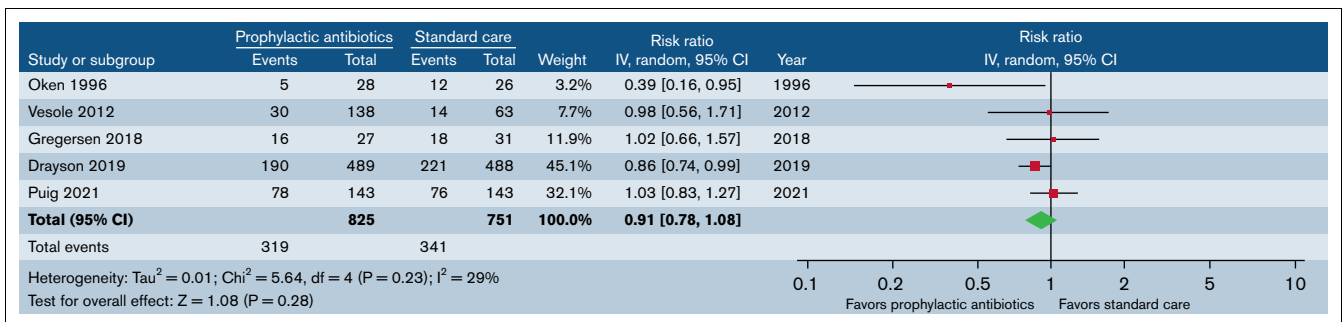 Prophylactic antibiotics Standard care Risk ratio Risk ratio
Study or subgroup Events Total Events Total Weight IV, random, 95% CI Year IV, random, 95% CI
Oken 1996 5 28 12 26 3.2% 0.39 [0.16, 0.95] 1996
Vesole 2012 30 138 14 63 7.7% 0.98 [0.56, 1.71] 2012
Gregersen 2018 16 27 18 31 11.9% 1.02 [0.66, 1.57] 2018
Drayson 2019 190 489 221 488 45.1% 0.86 [0.74, 0.99] 2019
Puig 2021 78 143 76 143 32.1% 1.03 [0.83, 1.27] 2021
Total (95% CI) 825 751 100.0% 0.91 [0.78, 1.08]
Total events 319 341
Heterogeneity: Tau² = 0.01; Chi² = 5.64, df = 4 (P = 0.23); I² = 29%
Test for overall effect: Z = 1.08 (P = 0.28)
0.1 0.2 0.5 1 2 5 10
Favors prophylactic antibiotics Favors standard care